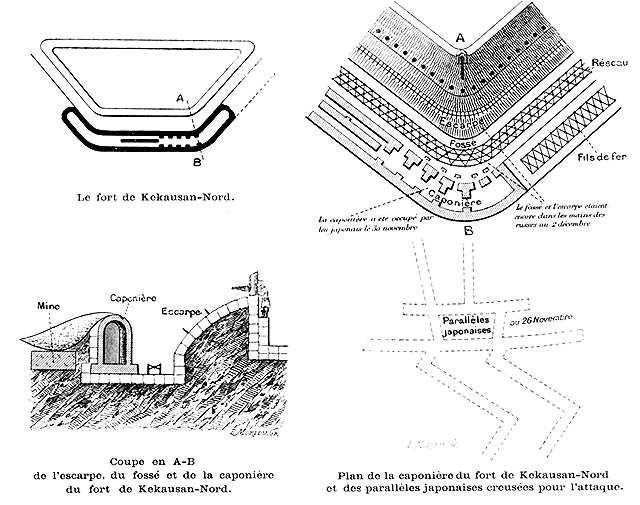 A
B
Le fort de Kekausan-Nord.
A
Réseau
Escarpe
Fossé
Fils de fer
Caponière
La caponière a été occupé par
les japonais le 30 novembre
Le fossé et l'escarpe étaient
encore dans les mains des
russes au 2 décembre.
B
Mine
Caponière
Escarpe
Coupe en A-B
de l'escarpe, du fossé et de la caponière
du fort de Kekausan-Nord.
Parallèles
japonaises
au 26 Novembre
Plan de la caponière du fort de Kekausan-Nord
et des parallèles japonaises creusées pour l'attaque.